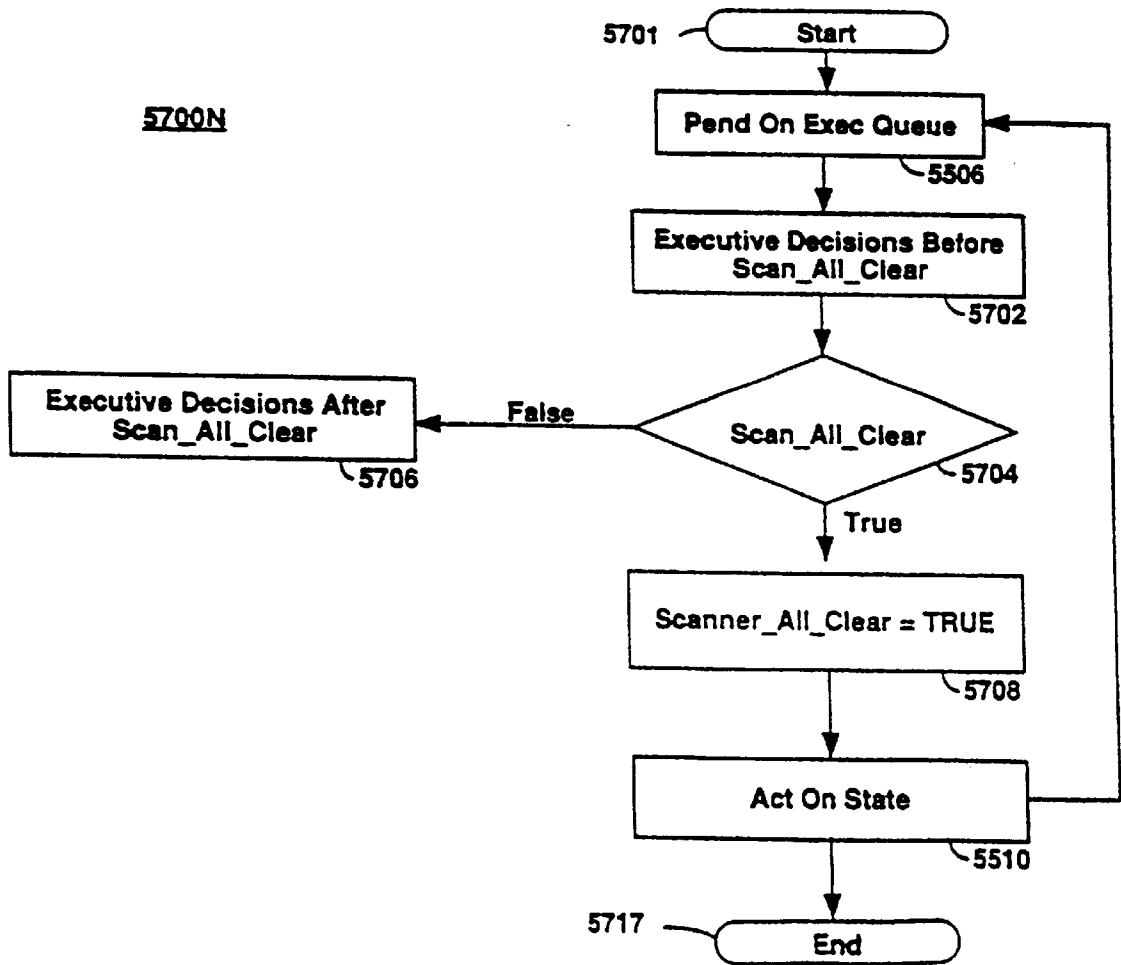 5701
Start
5700N
Pend On Exec Queue
5506
Executive Decisions Before
Scan_All_Clear
5702
Executive Decisions After
Scan_All_Clear
5706
False
Scan_All_Clear
5704
True
Scanner_All_Clear = TRUE
5708
Act On State
5510
5717
End